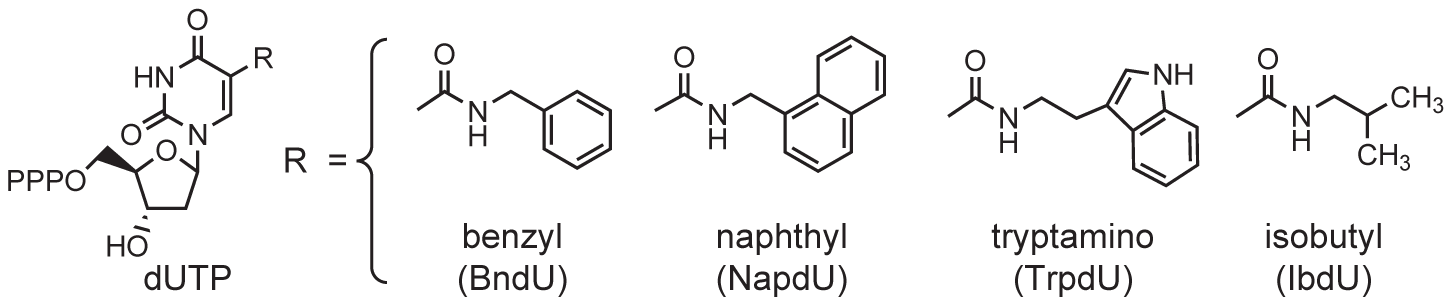 O
R
HN
O
N
O
PPPO
HO
dUTP
R =
O
N
H
benzyl
(BndU)
O
N
H
naphthyl
(NapdU)
O
N
H
NH
tryptamino
(TrpdU)
O
N
H
CH3
CH3
isobutyl
(IbdU)